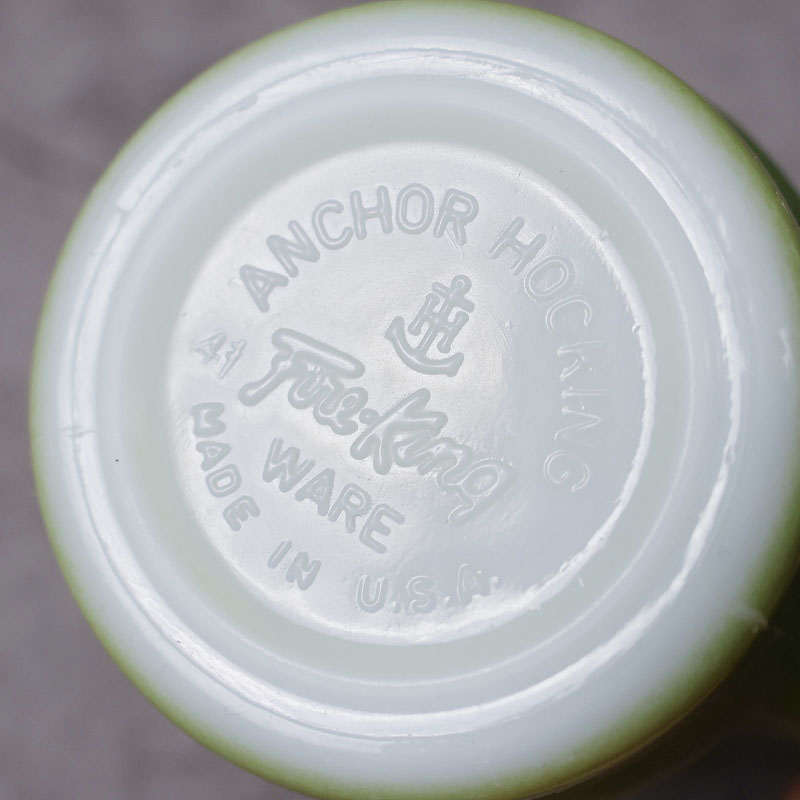 ANCHOR HOCKING
41
Fire-King
WARE
MADE IN U.S.A.